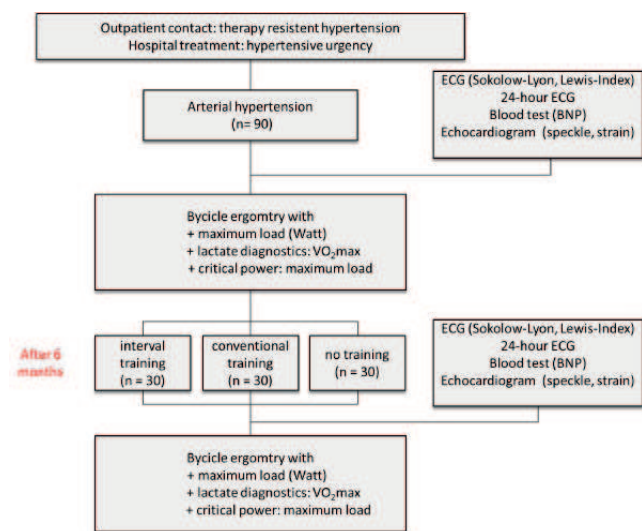 Outpatient contact: therapy resistent hypertension
Hospital treatment: hypertensive urgency
ECG (Sokolow-Lyon, Lewis-Index)
24-hour ECG
Blood test (BNP)
Echocardiogram (speckle, strain)
Arterial hypertension
(n= 90)
Bycicle ergomtry with
+ maximum load (Watt)
+ lactate diagnostics: VO₂max
+ critical power: maximum load
After 6
months
interval
training
(n = 30)
conventional
training
(n = 30)
no training
(n = 30)
ECG (Sokolow-Lyon, Lewis-Index)
24-hour ECG
Blood test (BNP)
Echocardiogram (speckle, strain)
Bycicle ergomtry with
+ maximum load (Watt)
+ lactate diagnostics: VO₂max
+ critical power: maximum load